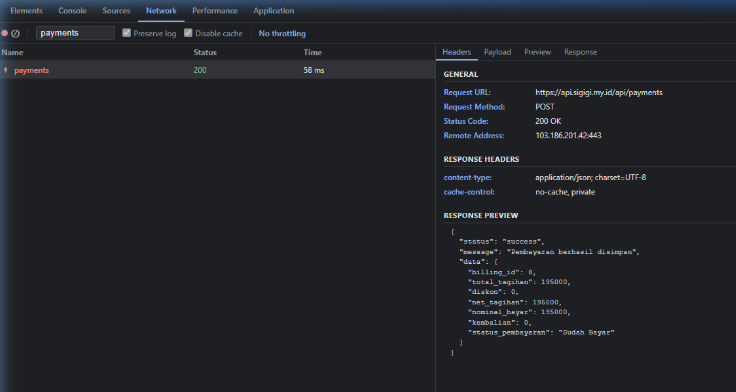 Elements Console Sources Network Performance Application
payments Preserve log Disable cache No throttling
Name Status Time
payments 200 58 ms
Headers Payload Preview Response
GENERAL
Request URL: https://api.sigigi.my.id/api/payments
Request Method: POST
Status Code: 200 OK
Remote Address: 103.186.201.42:443
RESPONSE HEADERS
content-type: application/json; charset=UTF-8
cache-control: no-cache, private
RESPONSE PREVIEW
{
"status": "success",
"message": "Pembayaran berhasil disimpan",
"data": {
"billing_id": 8,
"total_tagihan": 195000,
"diskon": 0,
"net_tagihan": 195000,
"nominal_bayar": 195000,
"kembalian": 0,
"status_pembayaran": "Sudah Bayar"
}
}